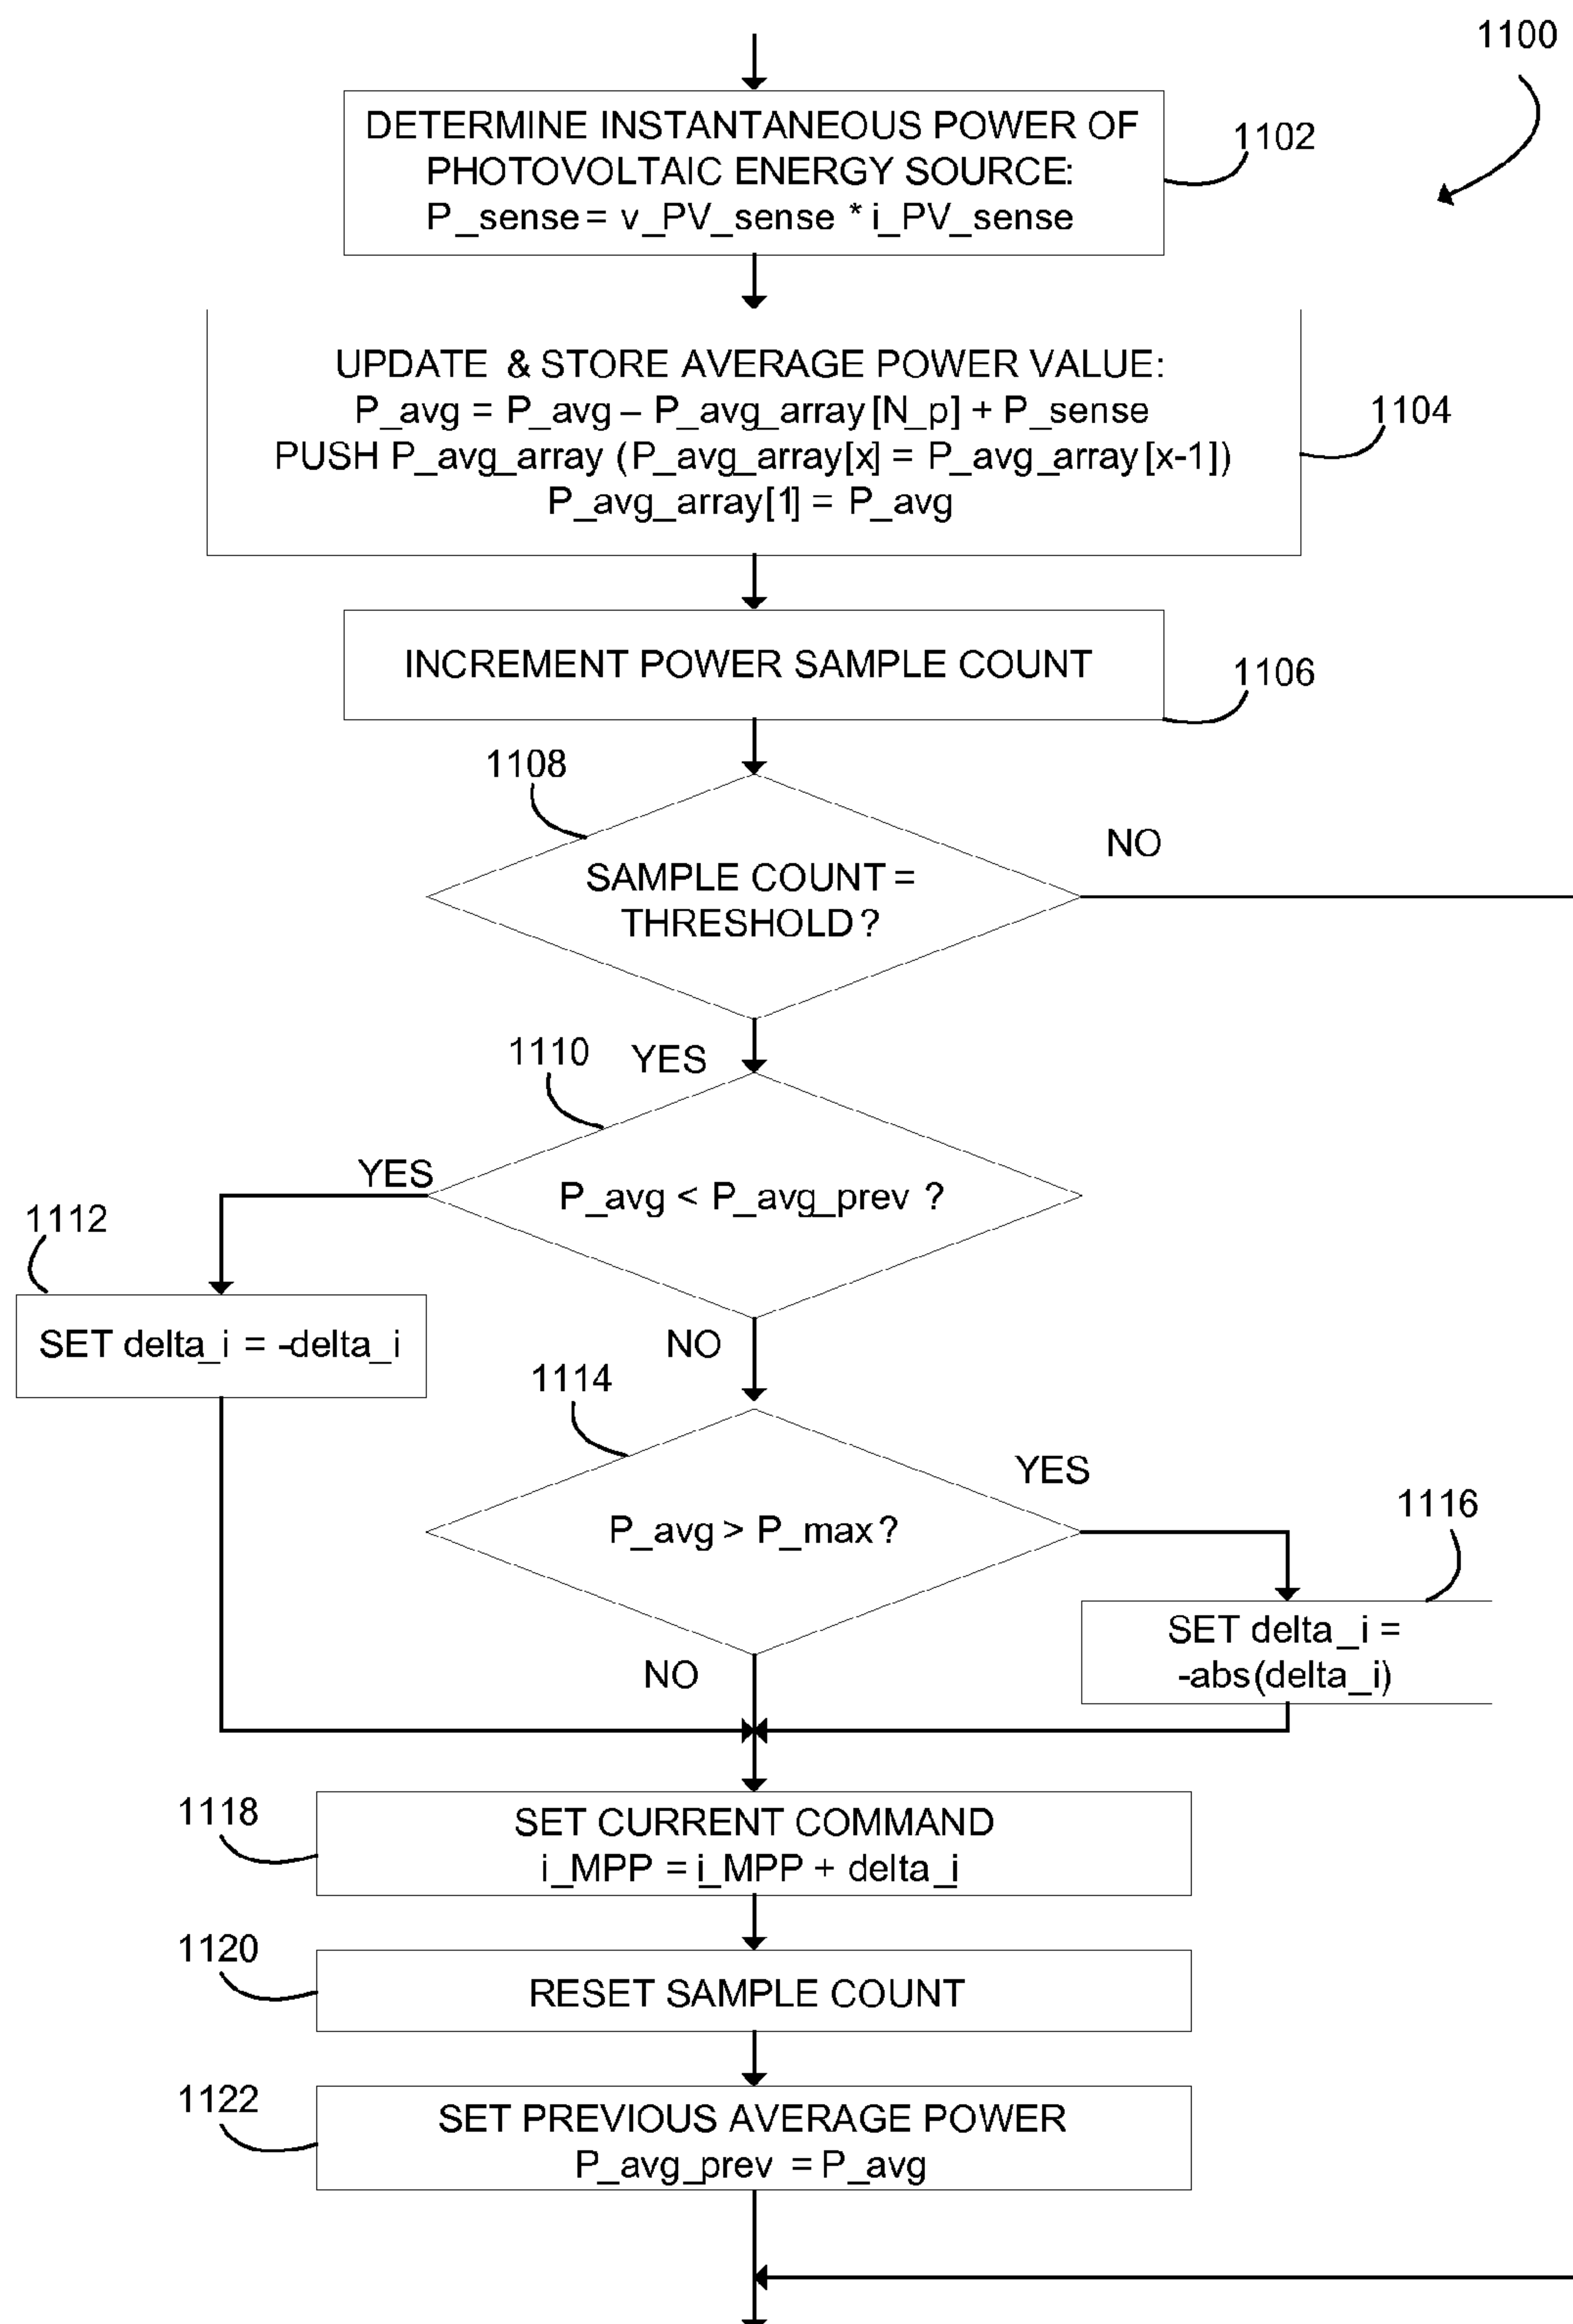 1100
DETERMINE INSTANTANEOUS POWER OF
PHOTOVOLTAIC ENERGY SOURCE:
P_sense = v_PV_sense * i_PV_sense
1102
UPDATE & STORE AVERAGE POWER VALUE:
P_avg = P_avg – P_avg_array[N_p] + P_sense
PUSH P_avg_array (P_avg_array[x] = P_avg_array[x-1])
P_avg_array[1] = P_avg
1104
INCREMENT POWER SAMPLE COUNT
1106
1108
SAMPLE COUNT =
THRESHOLD?
NO
YES
1110
P_avg < P_avg_prev ?
YES
1112
SET delta_i = -delta_i
NO
1114
P_avg > P_max?
YES
1116
SET delta_i =
-abs(delta_i)
NO
1118
SET CURRENT COMMAND
i_MPP = i_MPP + delta_i
1120
RESET SAMPLE COUNT
1122
SET PREVIOUS AVERAGE POWER
P_avg_prev = P_avg